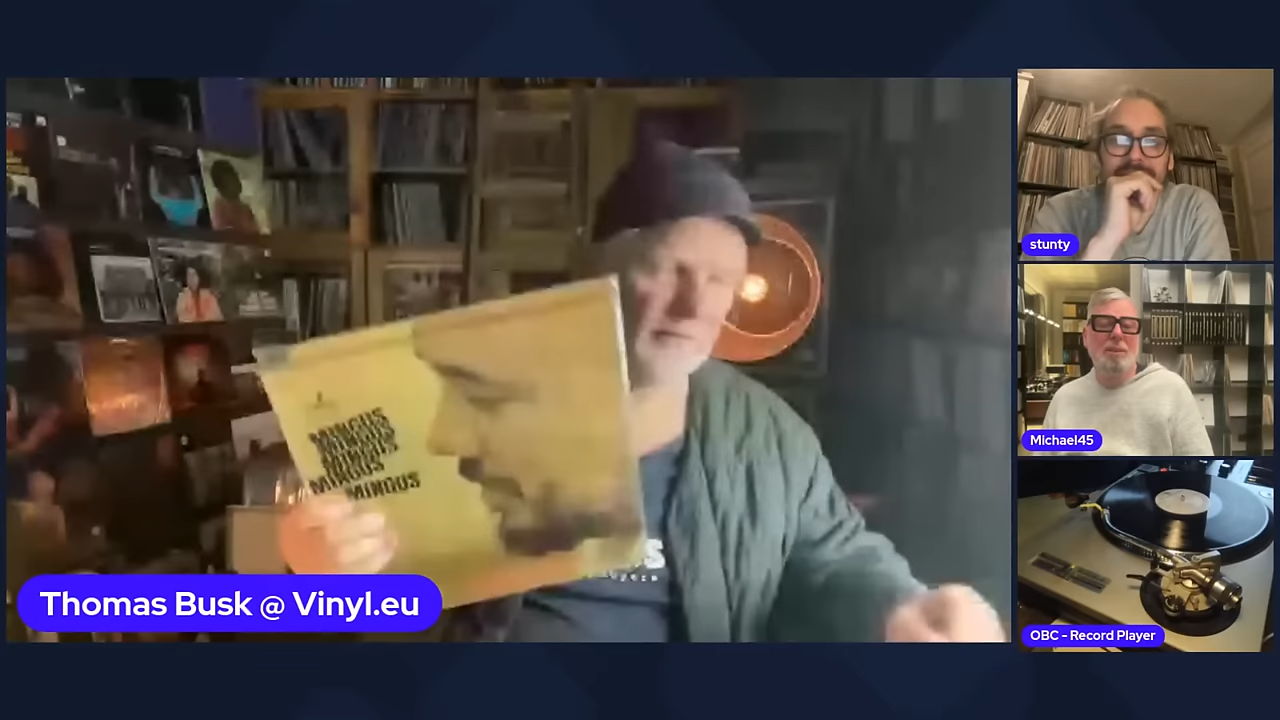 MINGUS
MINGUS
MINGUS
MINGUS
MINGUS
Thomas Busk @ Vinyl.eu
stunty
Michael45
OBC - Record Player